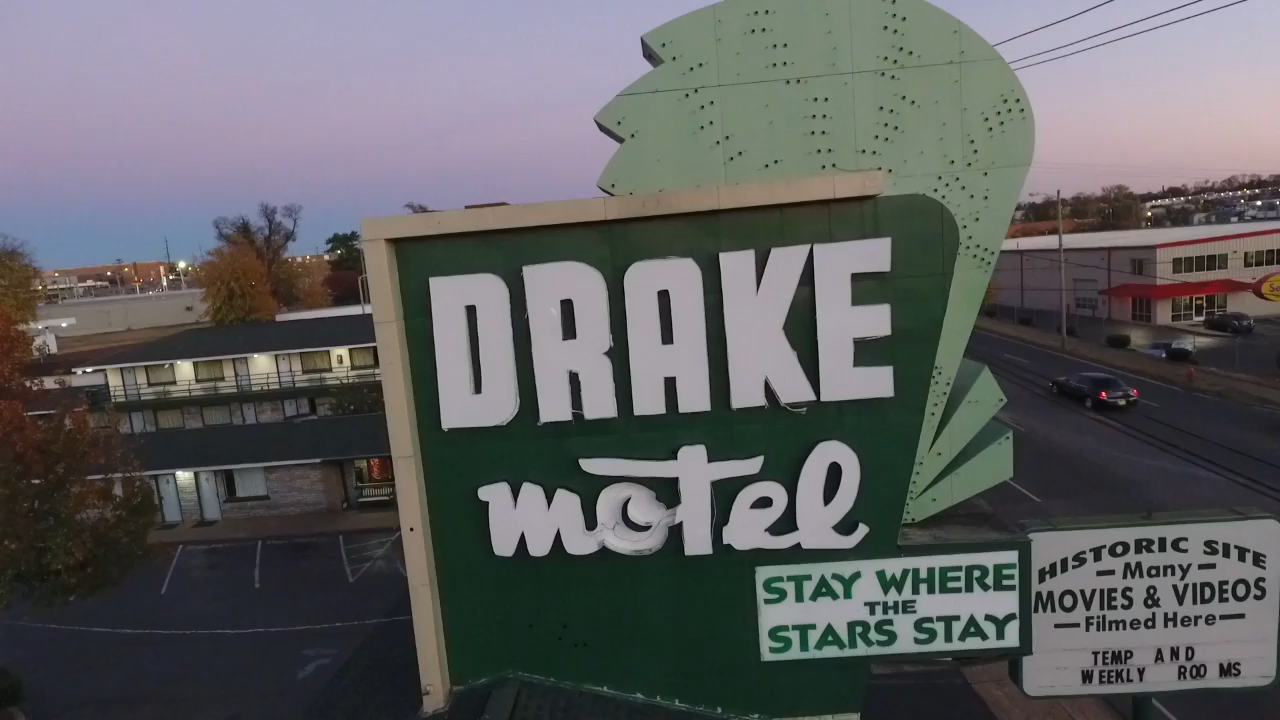 DRAKE
motel
STAY WHERE
THE
STARS STAY
HISTORIC SITE
Many
MOVIES & VIDEOS
Filmed Here
TEMP AND
WEEKLY ROOMS